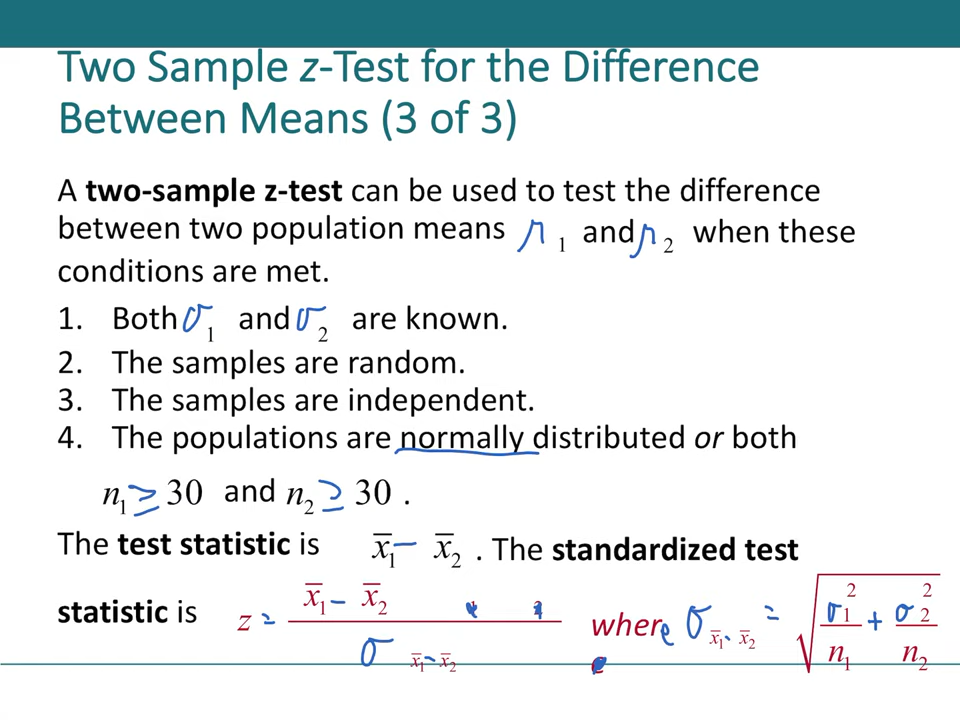 Two Sample z-Test for the Difference
Between Means (3 of 3)
A two-sample z-test can be used to test the difference
between two population means μ₁ and μ₂ when these
conditions are met.
1. Both σ₁ and σ₂ are known.
2. The samples are random.
3. The samples are independent.
4. The populations are normally distributed or both
n₁ ≥ 30 and n₂ ≥ 30 .
The test statistic is x̄₁ − x̄₂ . The standardized test
statistic is z = (x̄₁ − x̄₂) / σ x̄₁ − x̄₂ where σ x̄₁ − x̄₂ = √(σ₁²/n₁ + σ₂²/n₂)